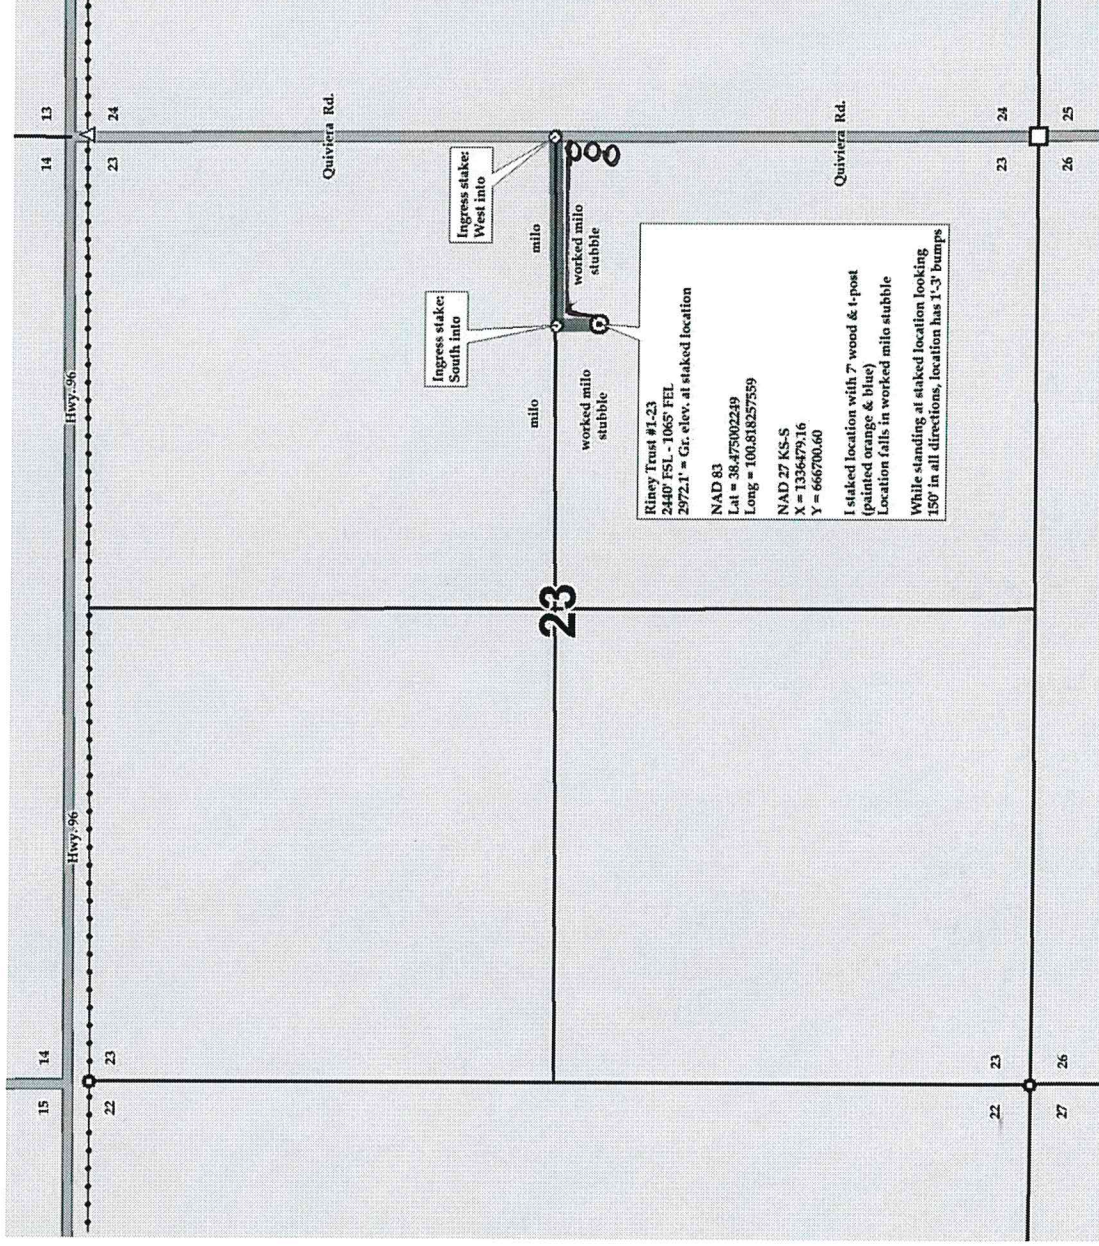 15
14
14
13
Hwy. 96
Hwy. 96
22
23
23
24
Quiviera Rd.
Ingress stake:
South into
Ingress stake:
West into
milo
milo
23
worked milo
stubble
worked milo
stubble
Riney Trust #1-23
2440' FSL - 1065' FEL
2972.1' = Gr. elev. at staked location
NAD 83
Lat = 38.475002249
Long = 100.818257559
NAD 27 KS-S
X = 1336479.16
Y = 666700.60
I staked location with 7' wood & t-post
(painted orange & blue)
Location falls in worked milo stubble
While standing at staked location looking
150' in all directions, location has 1'-3' bumps
Quiviera Rd.
22
23
23
24
27
26
26
25